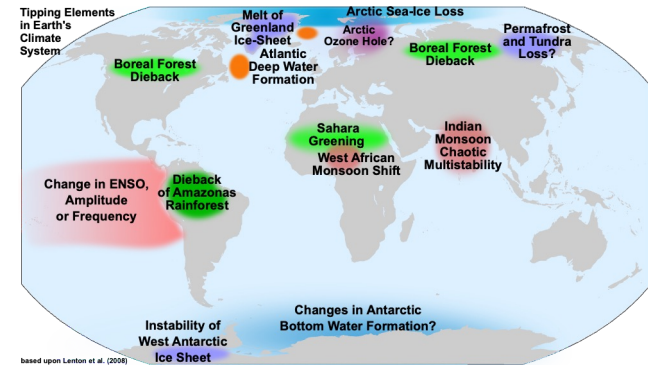 Tipping Elements
in Earth's
Climate
System
Melt of
Greenland
Ice-Sheet
Arctic Sea-Ice Loss
Arctic
Ozone Hole?
Permafrost
and Tundra
Loss?
Boreal Forest
Dieback
Boreal Forest
Dieback
Atlantic
Deep Water
Formation
Sahara
Greening
West African
Monsoon Shift
Indian
Monsoon
Chaotic
Multistability
Change in ENSO,
Amplitude
or Frequency
Dieback
of Amazonas
Rainforest
Changes in Antarctic
Bottom Water Formation?
Instability of
West Antarctic
Ice Sheet
based upon Lenton et al. (2008)